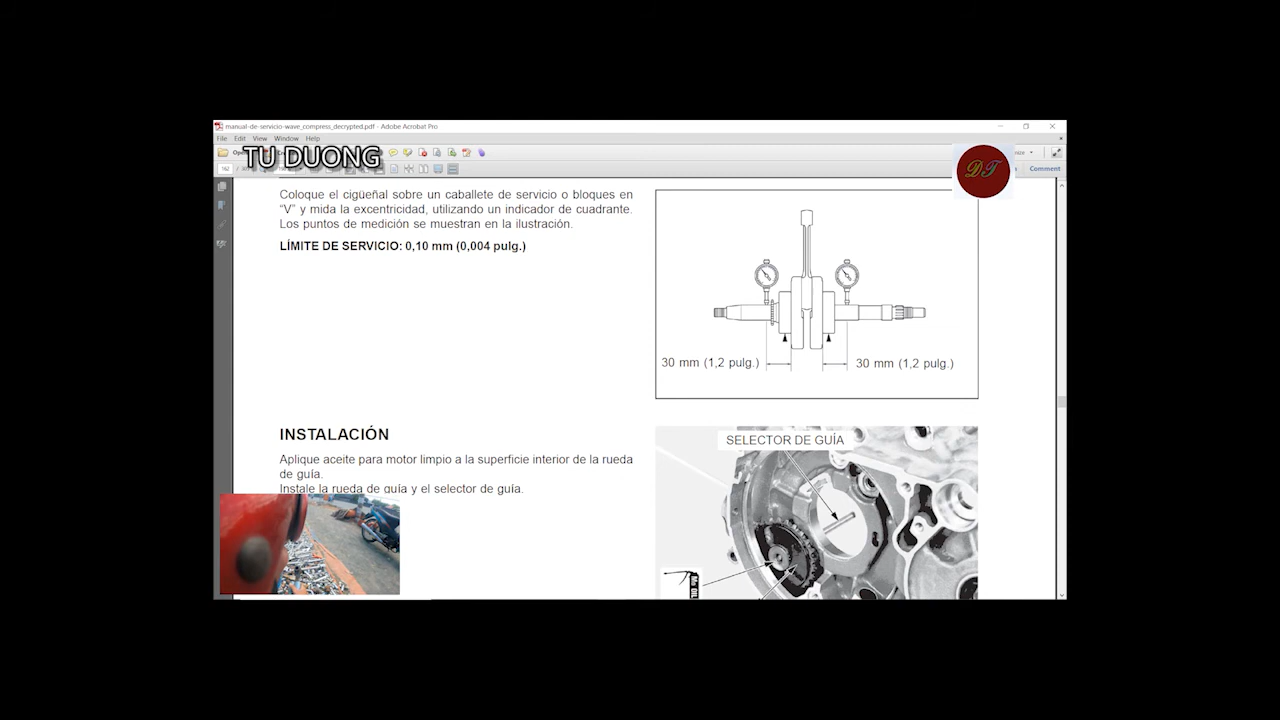 manual-de-servicio-wave_compress_decrypted.pdf - Adobe Acrobat Pro
File Edit View Window Help
TU DUONG
DT
162
Comment
Coloque el cigüeñal sobre un caballete de servicio o bloques en
“V” y mida la excentricidad, utilizando un indicador de cuadrante.
Los puntos de medición se muestran en la ilustración.
LÍMITE DE SERVICIO: 0,10 mm (0,004 pulg.)
30 mm (1,2 pulg.)
30 mm (1,2 pulg.)
INSTALACIÓN
Aplique aceite para motor limpio a la superficie interior de la rueda
de guía.
Instale la rueda de guía y el selector de guía.
SELECTOR DE GUÍA